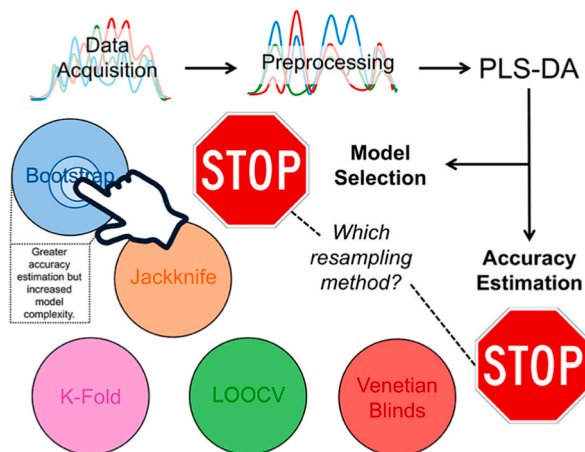 Data
Acquisition
Preprocessing
PLS-DA
Bootstrap
STOP
Model
Selection
Greater
accuracy
estimation but
increased
model
complexity.
Jackknife
Which
resampling
method?
Accuracy
Estimation
STOP
K-Fold
LOOCV
Venetian
Blinds